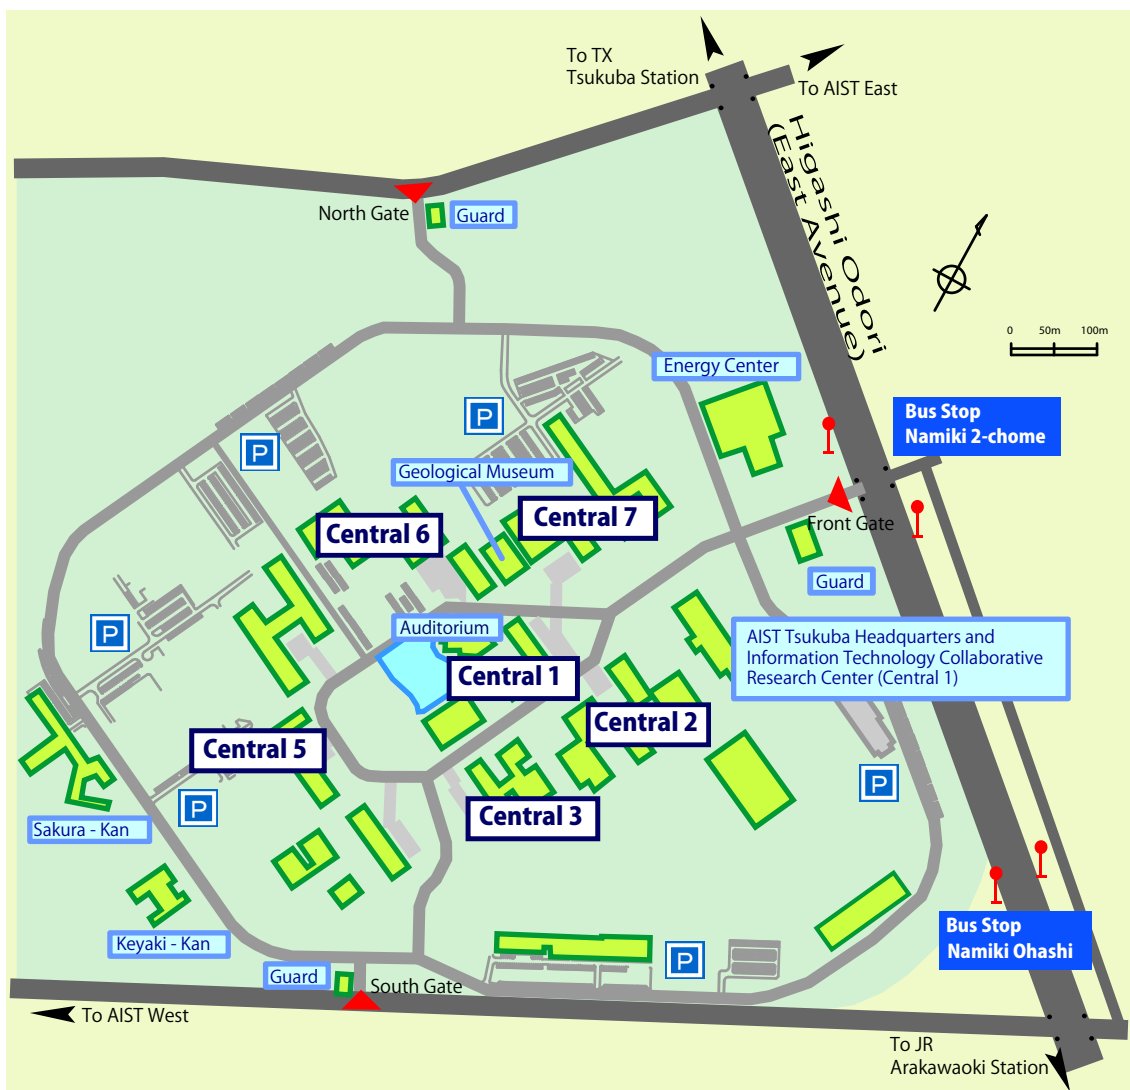 To TX
Tsukuba Station
To AIST East
Higashi Odori
(East Avenue)
North Gate
Guard
0 50m 100m
Energy Center
Bus Stop
Namiki 2-chome
P
P
Geological Museum
Central 7
Central 6
Front Gate
Guard
P
Auditorium
AIST Tsukuba Headquarters and
Information Technology Collaborative
Research Center (Central 1)
Central 1
Central 2
Central 5
P
P
Central 3
Sakura - Kan
Keyaki - Kan
Bus Stop
Namiki Ohashi
P
Guard
South Gate
To AIST West
To JR
Arakawaoki Station